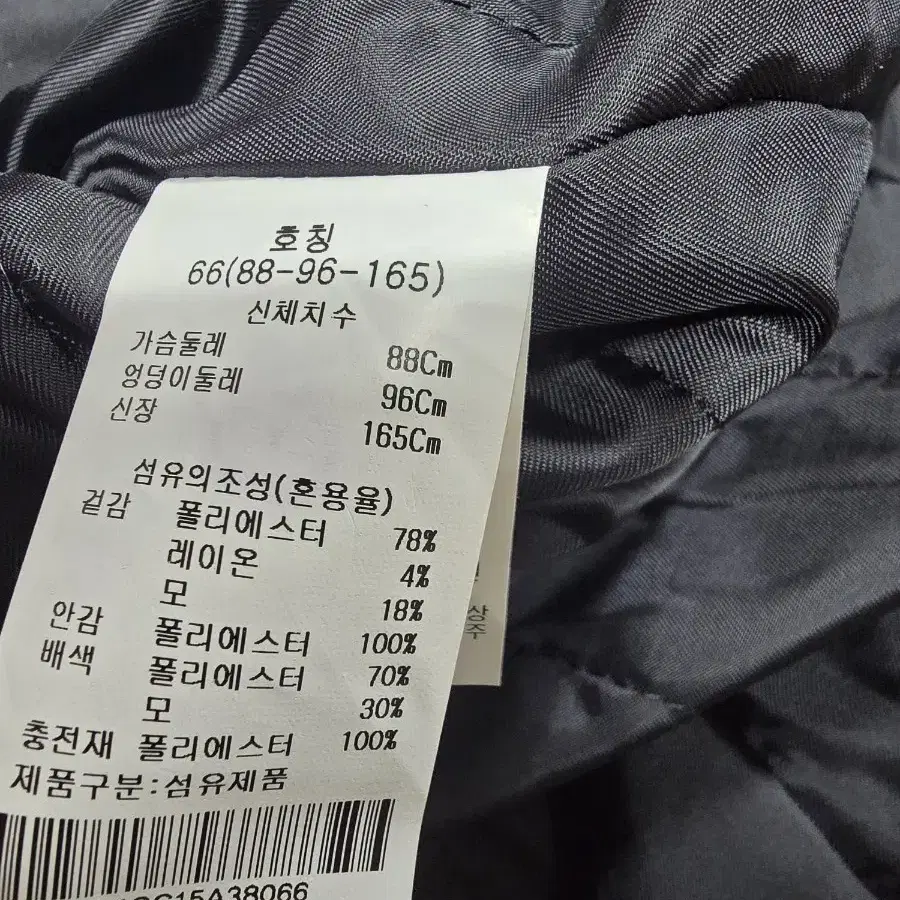 호칭
66(88-96-165)
신체치수
가슴둘레 88Cm
엉덩이둘레 96Cm
신장 165Cm
섬유의조성(혼용율)
겉감 폴리에스터 78%
레이온 4%
모 18%
안감 폴리에스터 100%
배색 폴리에스터 70%
모 30%
충전재 폴리에스터 100%
제품구분:섬유제품
상
주